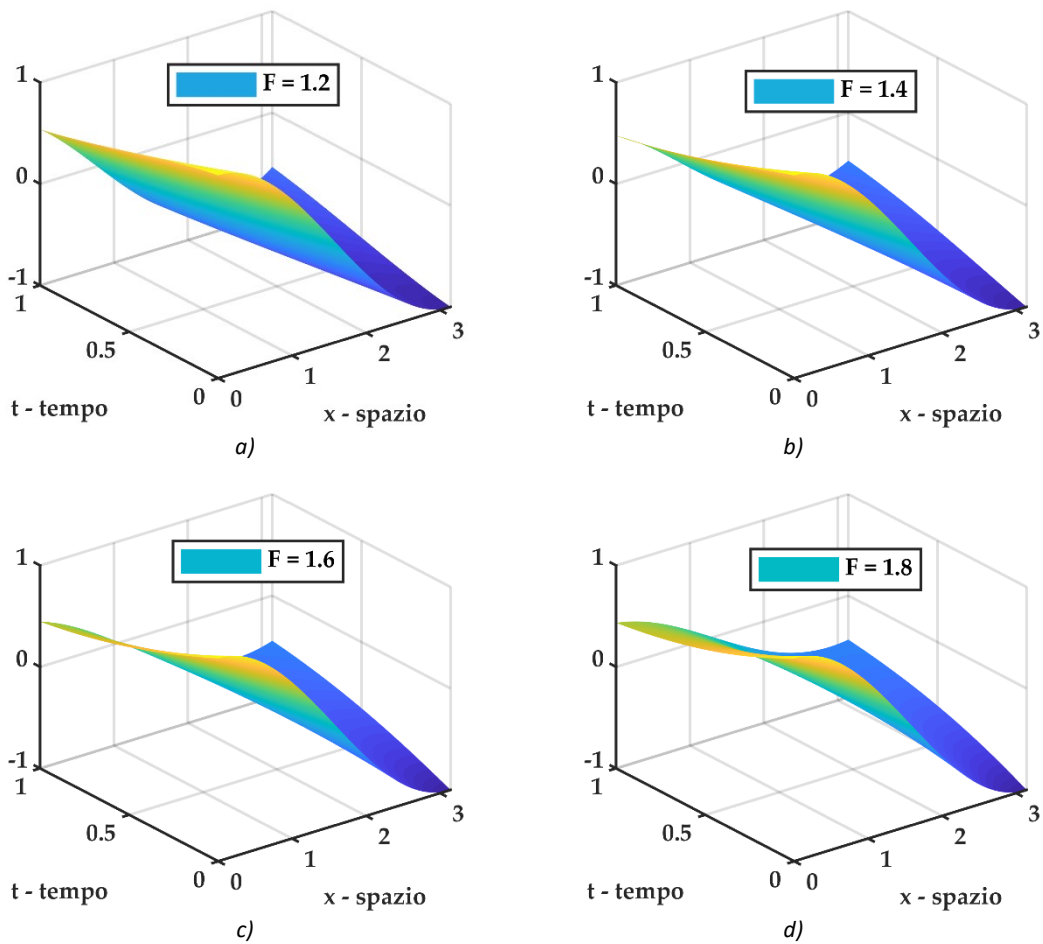 1
F = 1.2
0
-1
1
0.5
0
0
1
2
3
t - tempo
x - spazio
a)
1
F = 1.4
0
-1
1
0.5
0
0
1
2
3
t - tempo
x - spazio
b)
1
F = 1.6
0
-1
1
0.5
0
0
1
2
3
t - tempo
x - spazio
c)
1
F = 1.8
0
-1
1
0.5
0
0
1
2
3
t - tempo
x - spazio
d)